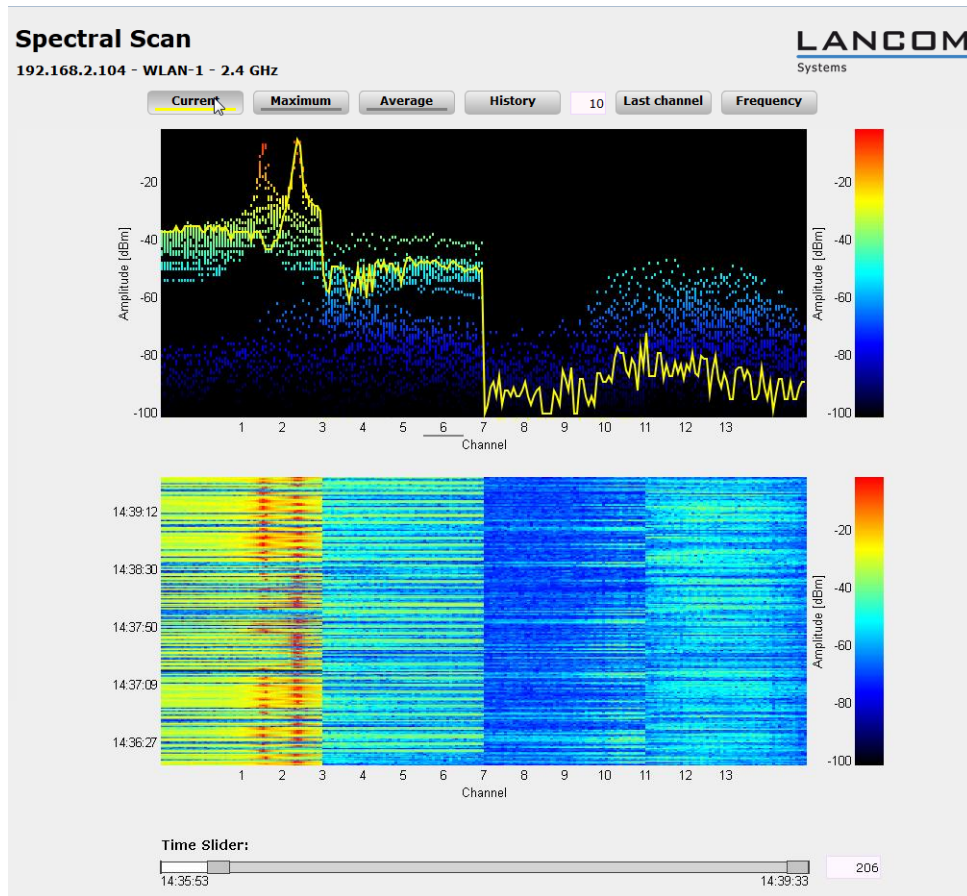 Spectral Scan
LANCOM
Systems
192.168.2.104 - WLAN-1 - 2.4 GHz
Current Maximum Average History 10 Last channel Frequency
Amplitude [dBm]
-20
-40
-60
-80
-100
1 2 3 4 5 6 7 8 9 10 11 12 13
Channel
-20
-40
-60
-80
-100
Amplitude [dBm]
14:39:12
14:38:30
14:37:50
14:37:09
14:36:27
1 2 3 4 5 6 7 8 9 10 11 12 13
Channel
-20
-40
-60
-80
-100
Amplitude [dBm]
Time Slider:
206
14:35:53 14:39:33